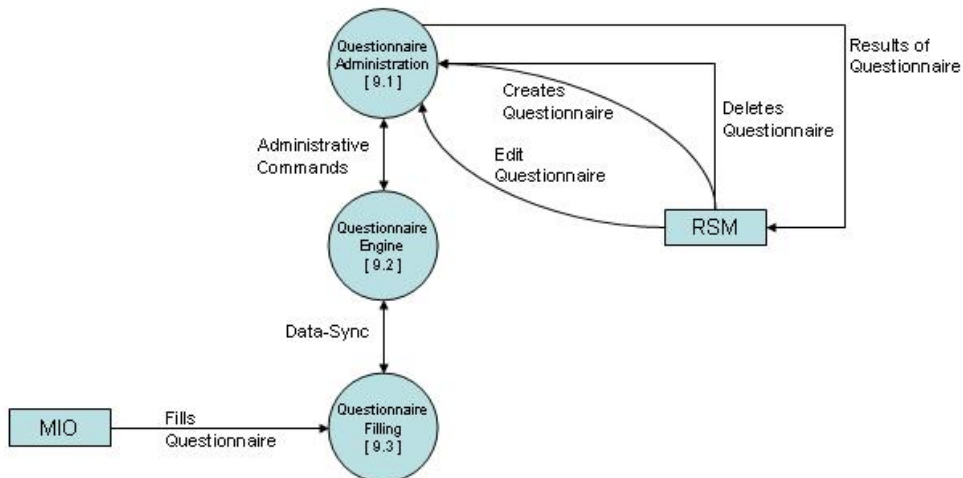 Questionnaire
Administration
[ 9.1 ]
Results of
Questionnaire
Creates
Questionnaire
Deletes
Questionnaire
Administrative
Commands
Edit
Questionnaire
RSM
Questionnaire
Engine
[ 9.2 ]
Data-Sync
MIO
Fills
Questionnaire
Questionnaire
Filling
[ 9.3 ]